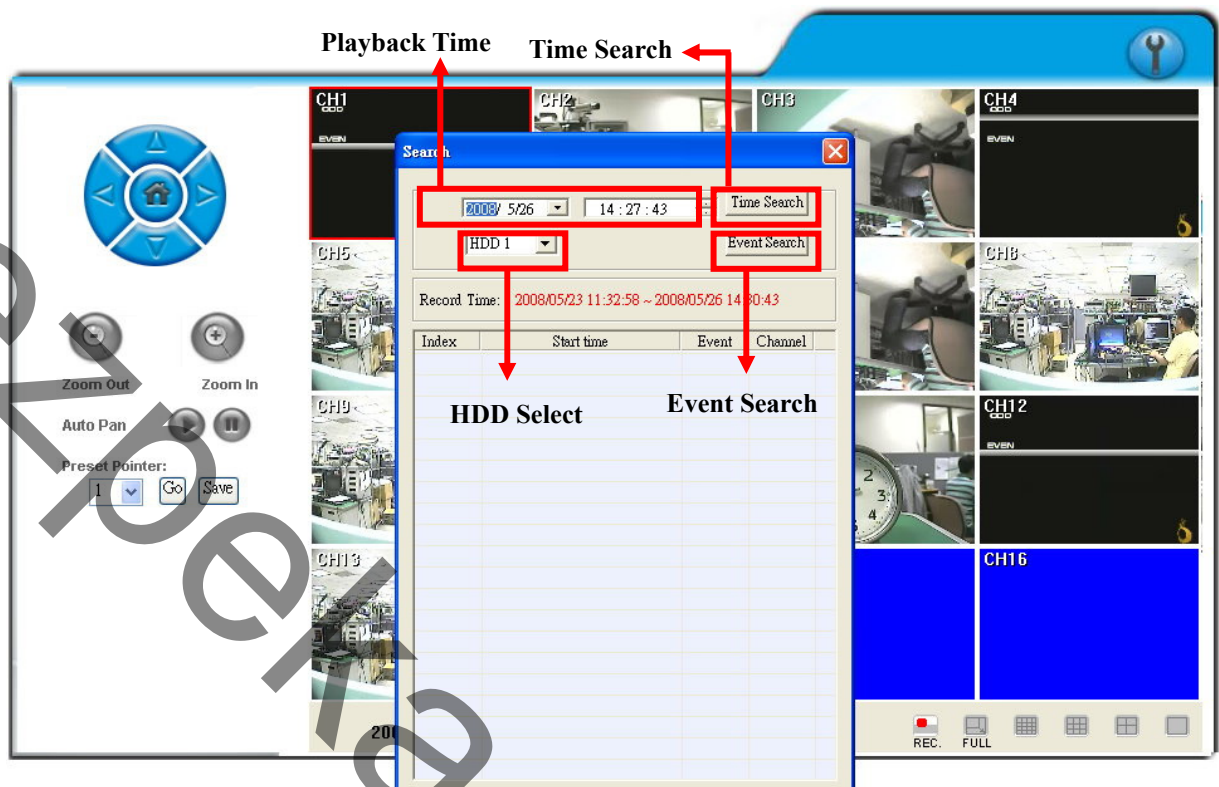 Playback Time
Time Search
CH1
CH2
CH3
CH4
EVEN
EVEN
Search
2008/ 5/26
14 : 27 : 43
Time Search
HDD 1
Event Search
CH5
CH8
Record Time:
2008/05/23 11:32:58 ~ 2008/05/26 14:30:43
Index
Start time
Event
Channel
Zoom Out
Zoom In
HDD Select
Event Search
CH9
CH12
EVEN
Auto Pan
Preset Pointer:
1
Go
Save
2
3
4
CH13
CH16
REC.
FULL